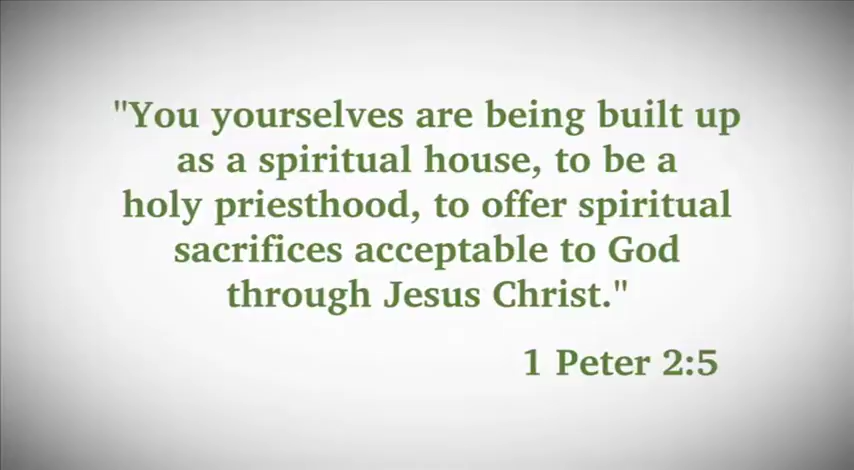 "You yourselves are being built up
as a spiritual house, to be a
holy priesthood, to offer spiritual
sacrifices acceptable to God
through Jesus Christ."
1 Peter 2:5